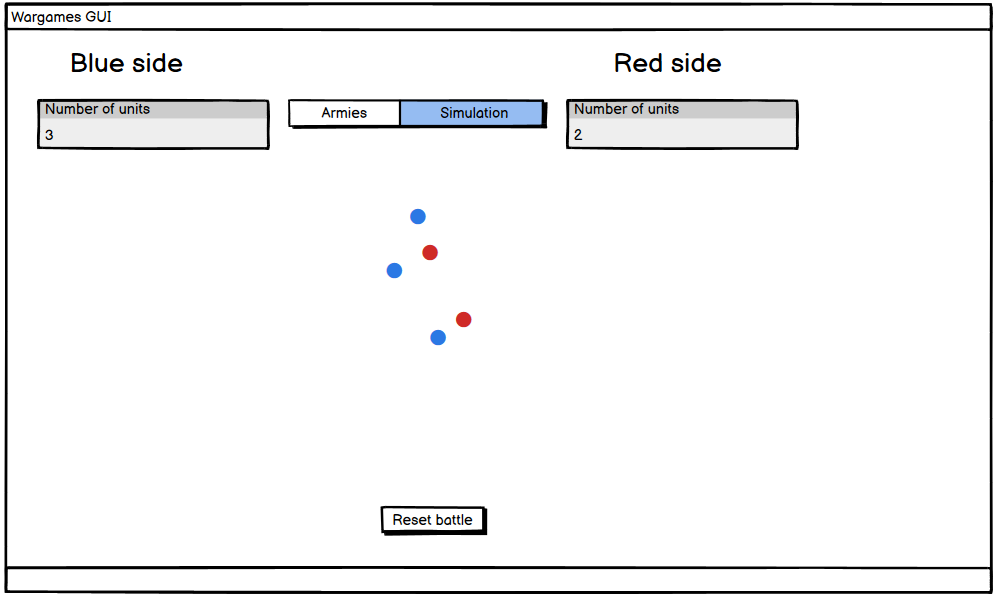 Wargames GUI
Blue side
Red side
Number of units
3
Armies
Simulation
Number of units
2
Reset battle